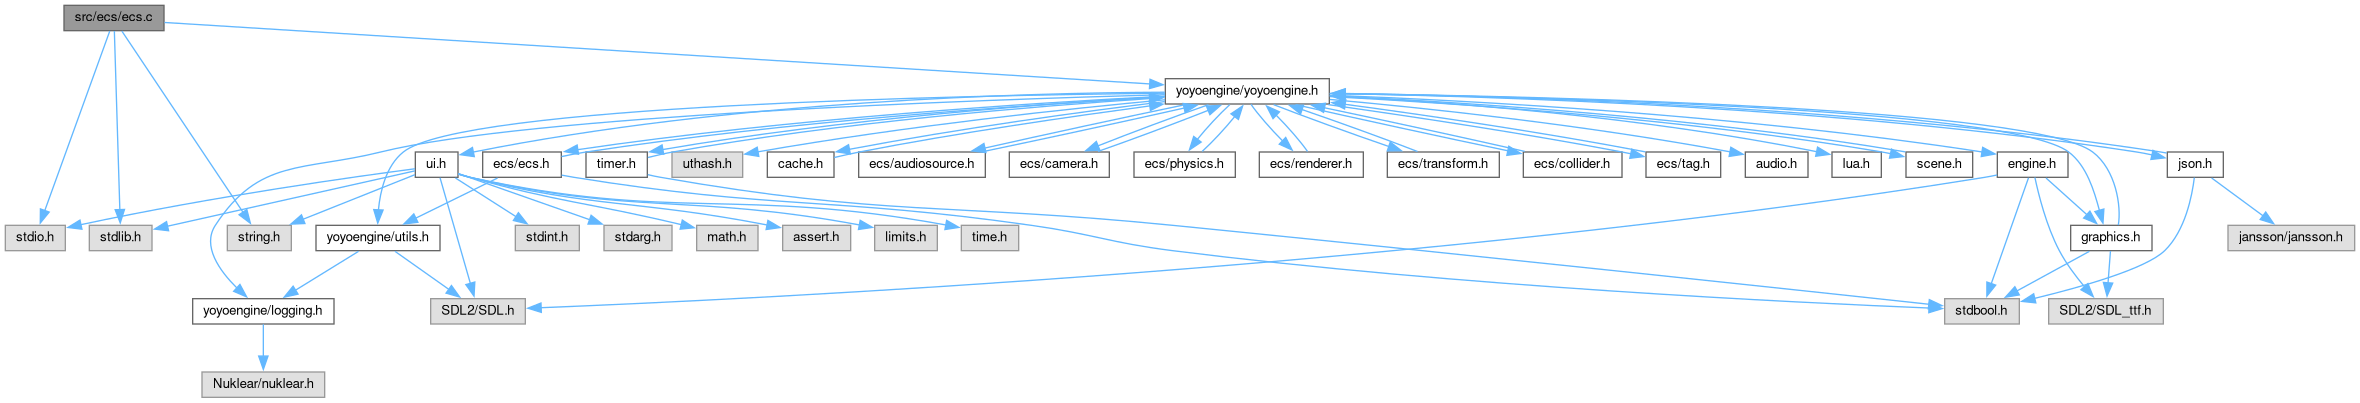 src/ecs/ecs.c
yoyoengine/yoyoengine.h
ui.h
ecs/ecs.h
timer.h
uthash.h
cache.h
ecs/audiosource.h
ecs/camera.h
ecs/physics.h
ecs/renderer.h
ecs/transform.h
ecs/collider.h
ecs/tag.h
audio.h
lua.h
scene.h
engine.h
json.h
stdio.h
stdlib.h
string.h
yoyoengine/utils.h
stdint.h
stdarg.h
math.h
assert.h
limits.h
time.h
graphics.h
jansson/jansson.h
yoyoengine/logging.h
SDL2/SDL.h
stdbool.h
SDL2/SDL_ttf.h
Nuklear/nuklear.h